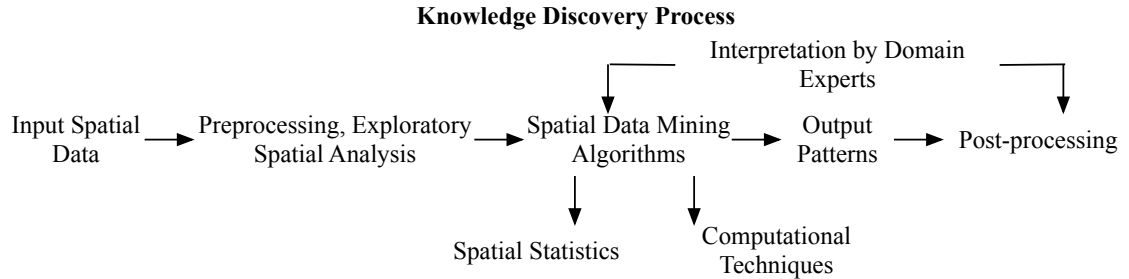 Knowledge Discovery Process
Interpretation by Domain
Experts
Input Spatial
Data
Preprocessing, Exploratory
Spatial Analysis
Spatial Data Mining
Algorithms
Output
Patterns
Post-processing
Spatial Statistics
Computational
Techniques